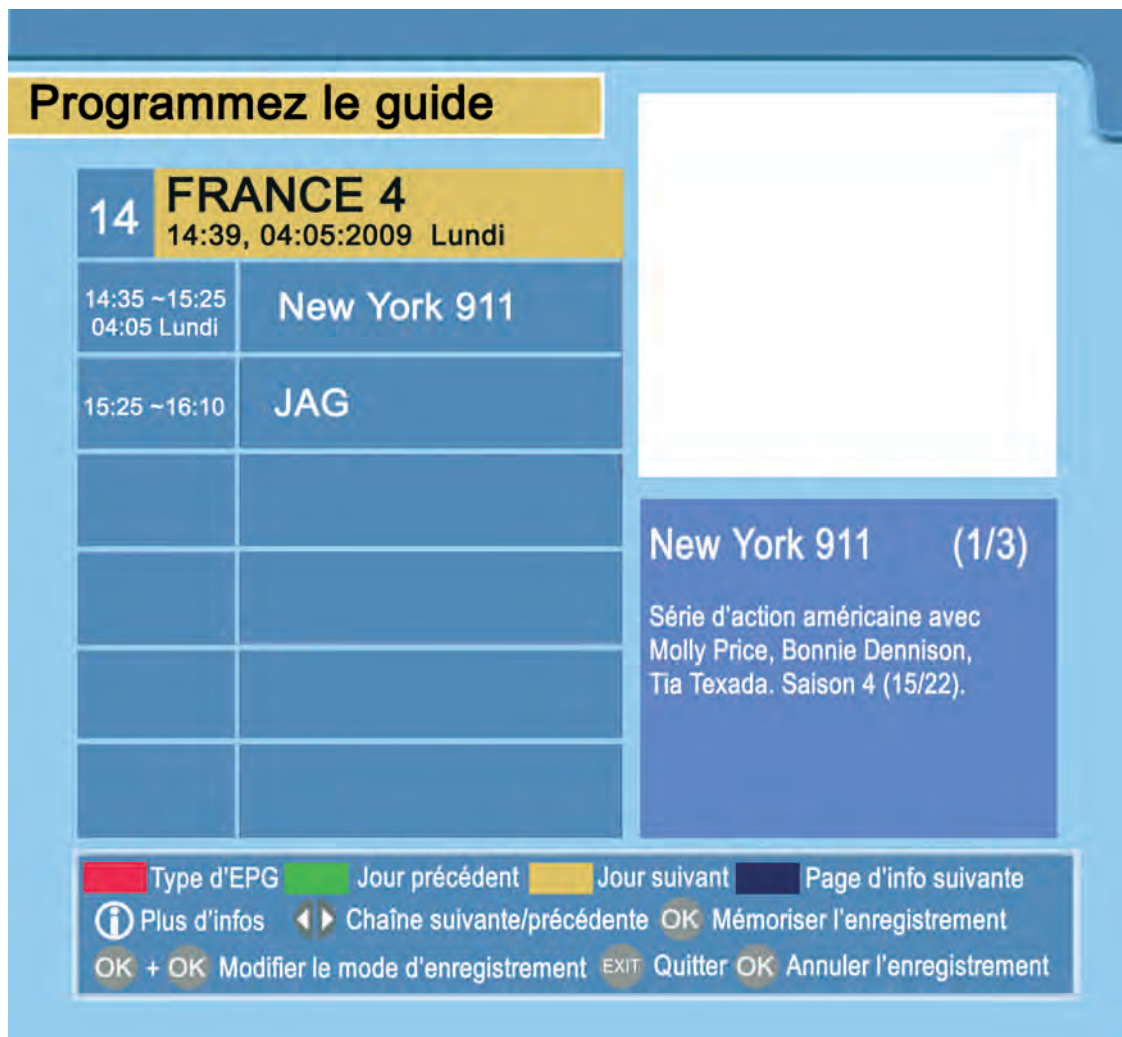 Programmez le guide
14 FRANCE 4
14:39, 04:05:2009 Lundi
14:35 ~15:25
04:05 Lundi
New York 911
15:25 ~16:10 JAG
New York 911 (1/3)
Série d'action américaine avec
Molly Price, Bonnie Dennison,
Tia Texada. Saison 4 (15/22).
Type d'EPG Jour précédent Jour suivant Page d'info suivante
i Plus d'infos Chaîne suivante/précédente OK Mémoriser l'enregistrement
OK + OK Modifier le mode d'enregistrement EXIT Quitter OK Annuler l'enregistrement